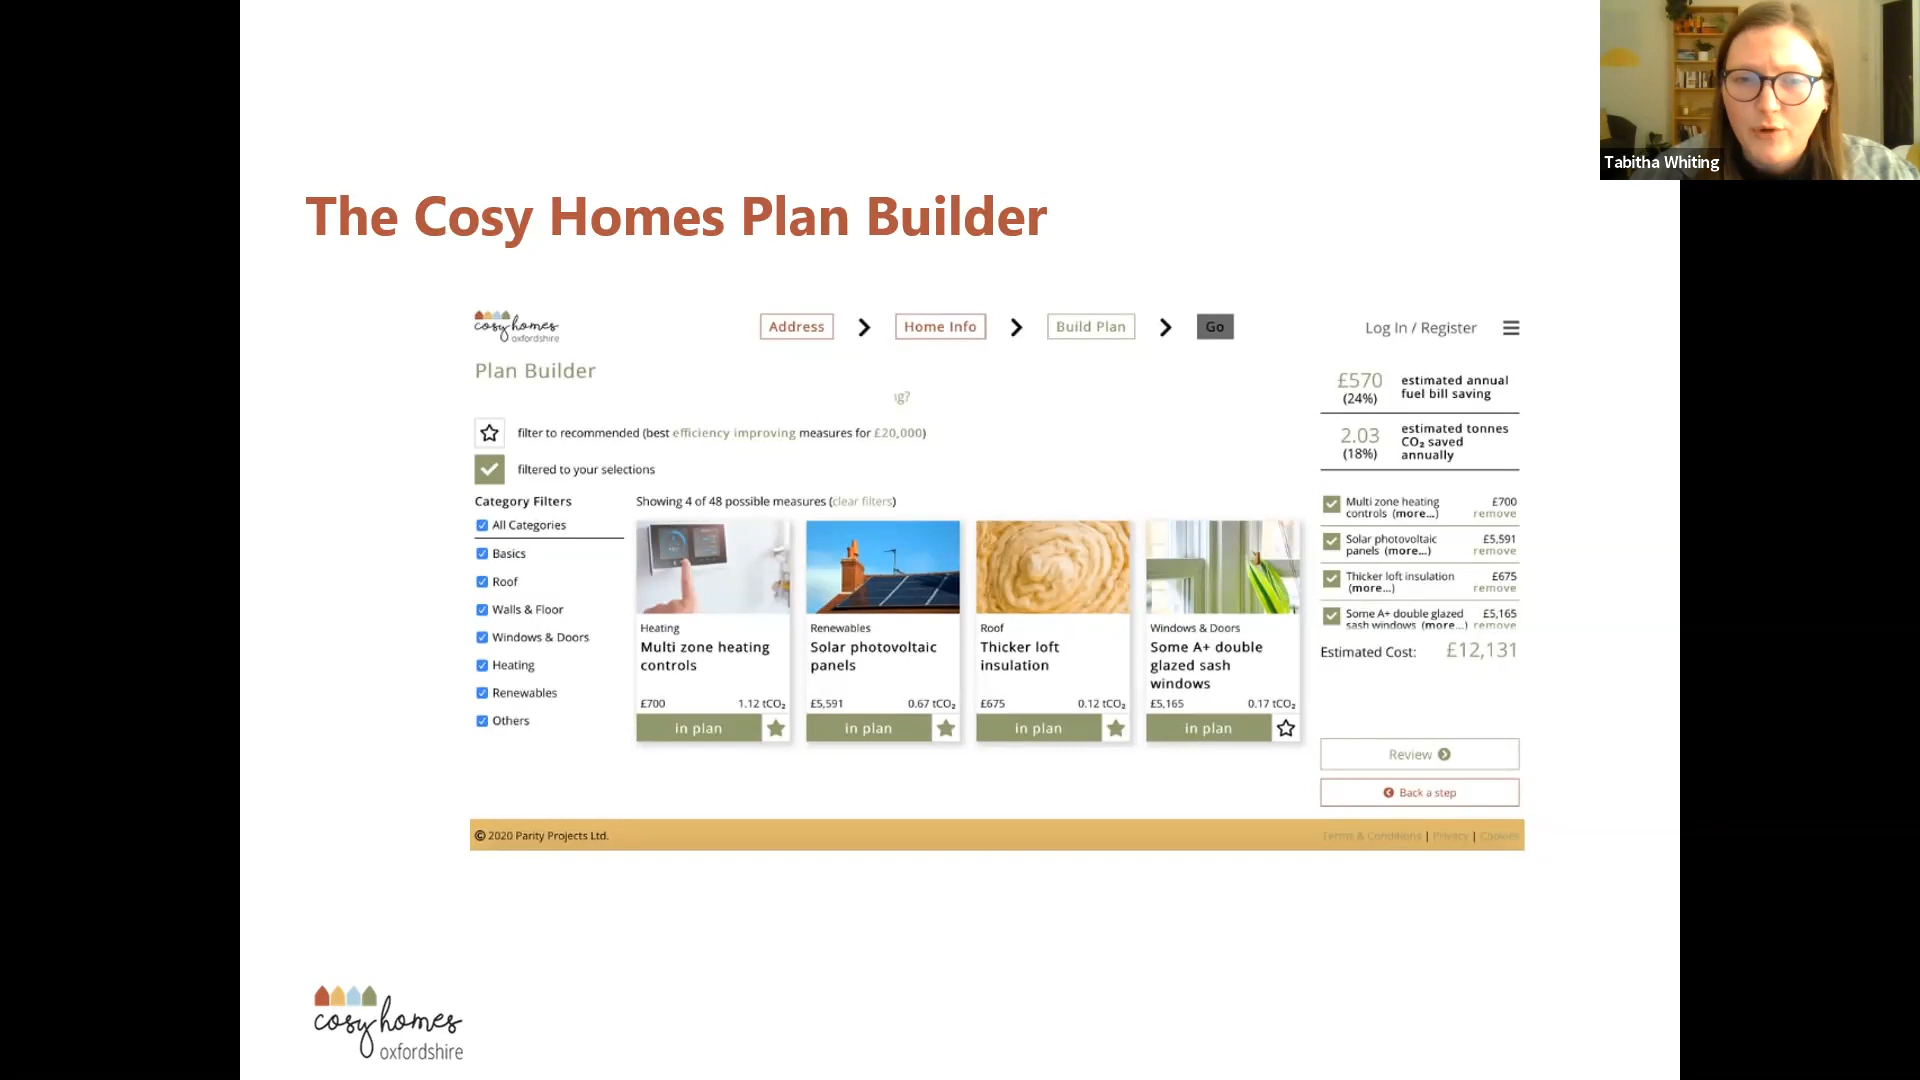 Tabitha Whiting
The Cosy Homes Plan Builder
cosy homes
oxfordshire
Address
Home Info
Build Plan
Go
Log In / Register
Plan Builder
g?
filter to recommended (best efficiency improving measures for £20,000)
filtered to your selections
Category Filters
All Categories
Basics
Roof
Walls & Floor
Windows & Doors
Heating
Renewables
Others
Showing 4 of 48 possible measures (clear filters)
Heating
Multi zone heating
controls
£700 1.12 tCO₂
in plan
Renewables
Solar photovoltaic
panels
£5,591 0.67 tCO₂
in plan
Roof
Thicker loft
insulation
£675 0.12 tCO₂
in plan
Windows & Doors
Some A+ double
glazed sash
windows
£5,165 0.17 tCO₂
in plan
£570 estimated annual
(24%) fuel bill saving
2.03 estimated tonnes
CO₂ saved
(18%) annually
Multi zone heating £700
controls (more...) remove
Solar photovoltaic £5,591
panels (more...) remove
Thicker loft insulation £675
(more...) remove
Some A+ double glazed £5,165
sash windows (more...) remove
Estimated Cost: £12,131
Review
Back a step
© 2020 Parity Projects Ltd.
Terms & Conditions | Privacy | Cookies
cosy homes
oxfordshire